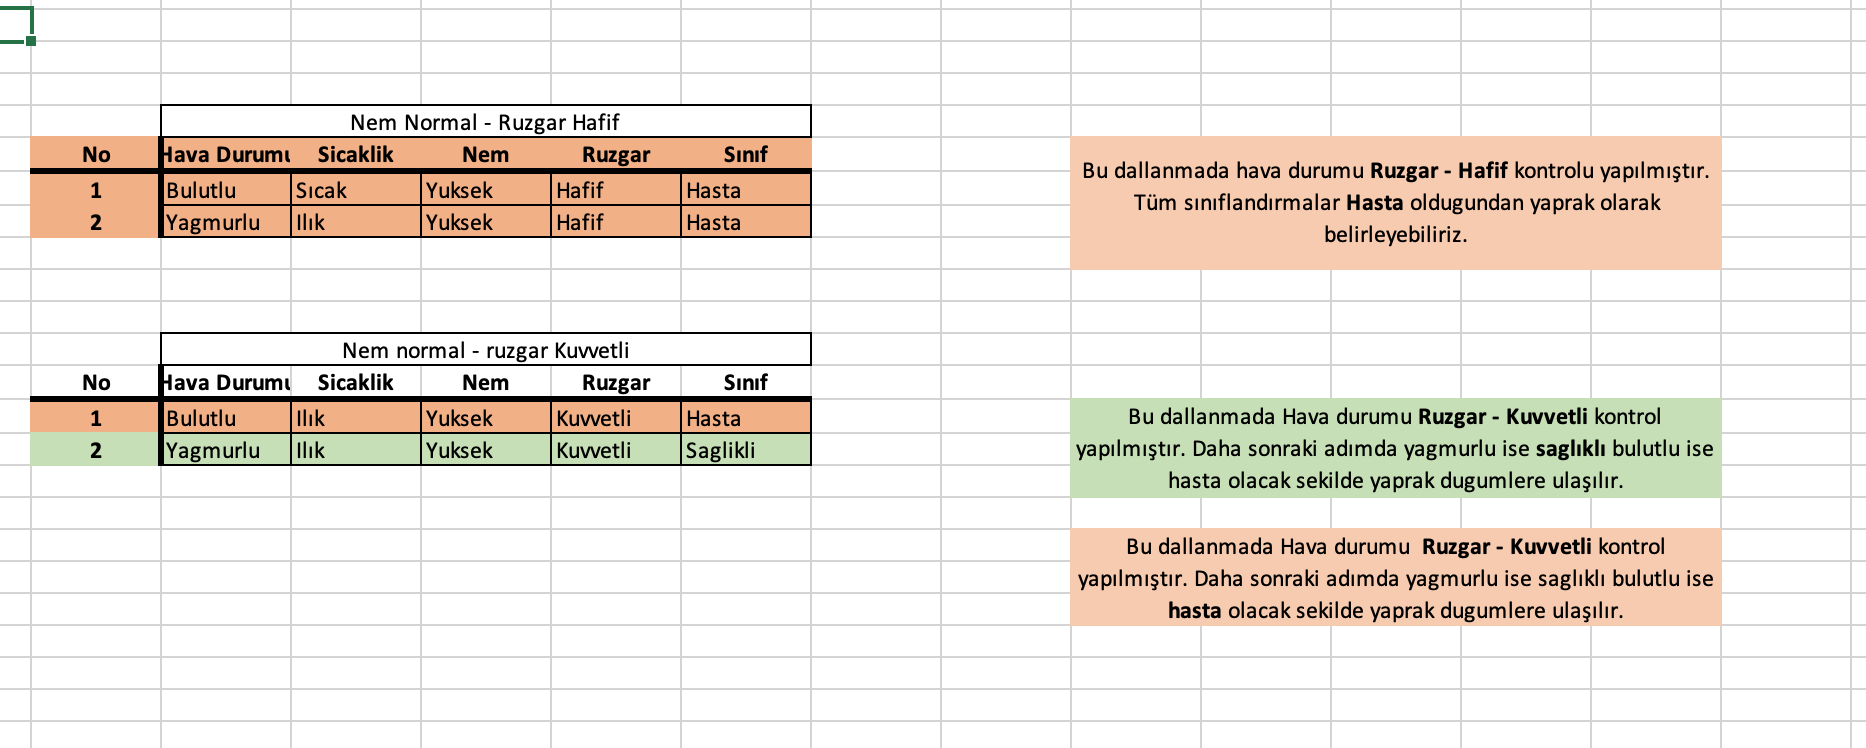 Nem Normal - Ruzgar Hafif
No Hava Durumu Sicaklik Nem Ruzgar Sınıf
1 Bulutlu Sıcak Yuksek Hafif Hasta
2 Yagmurlu Ilık Yuksek Hafif Hasta
Bu dallanmada hava durumu Ruzgar - Hafif kontrolu yapılmıştır.
Tüm sınıflandırmalar Hasta oldugundan yaprak olarak
belirleyebiliriz.
Nem normal - ruzgar Kuvvetli
No Hava Durumu Sicaklik Nem Ruzgar Sınıf
1 Bulutlu Ilık Yuksek Kuvvetli Hasta
2 Yagmurlu Ilık Yuksek Kuvvetli Saglikli
Bu dallanmada Hava durumu Ruzgar - Kuvvetli kontrol
yapılmıştır. Daha sonraki adımda yagmurlu ise saglıklı bulutlu ise
hasta olacak sekilde yaprak dugumlere ulaşılır.
Bu dallanmada Hava durumu Ruzgar - Kuvvetli kontrol
yapılmıştır. Daha sonraki adımda yagmurlu ise saglıklı bulutlu ise
hasta olacak sekilde yaprak dugumlere ulaşılır.